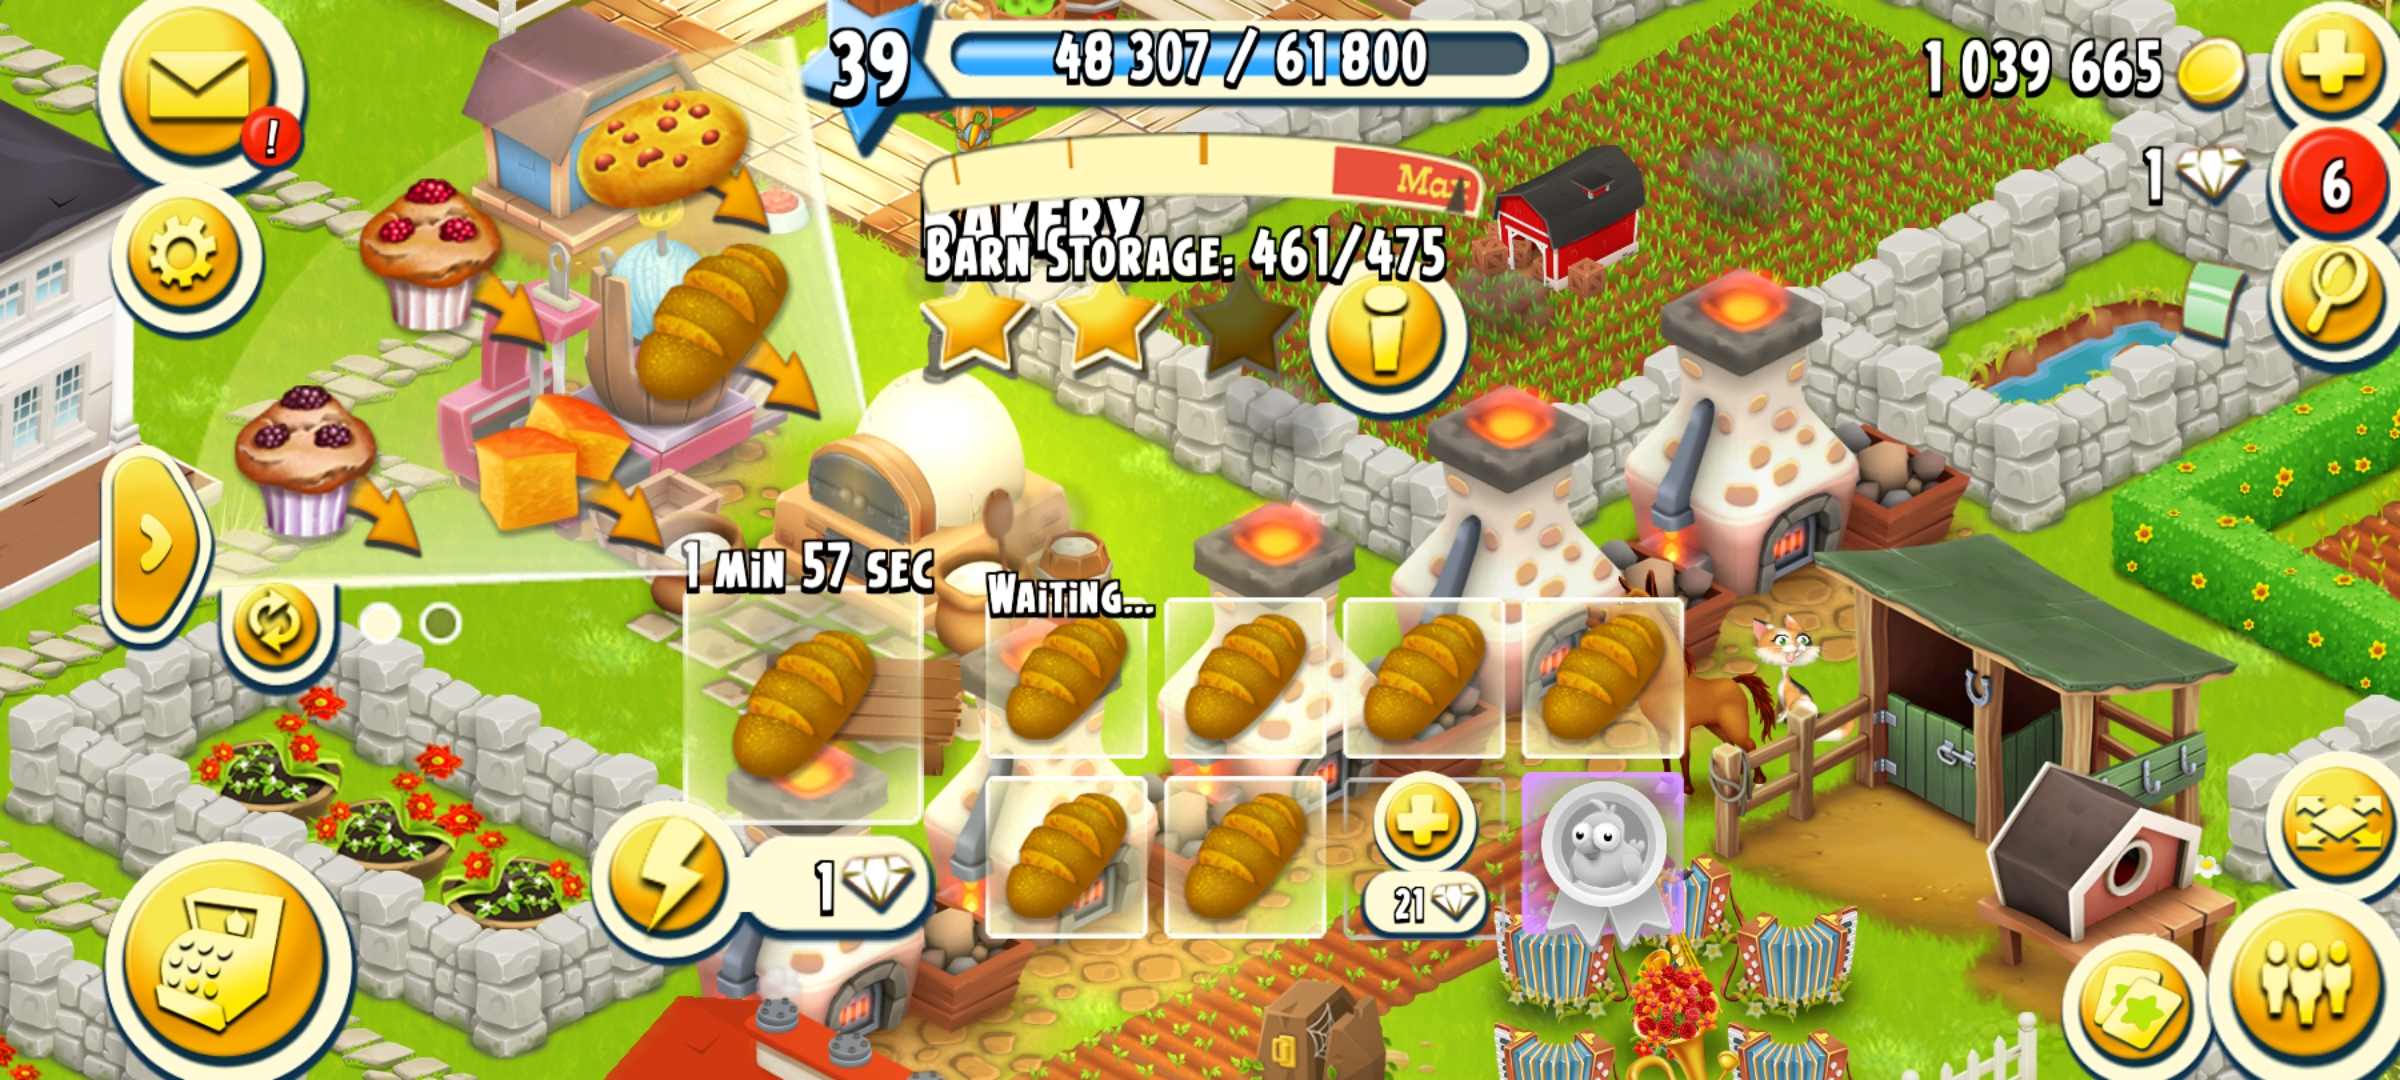 39
48 307 / 61 800
1 039 665
1
6
!
Max
BAKERY
BARN STORAGE: 461/475
1 MIN 57 SEC
WAITING...
1
21